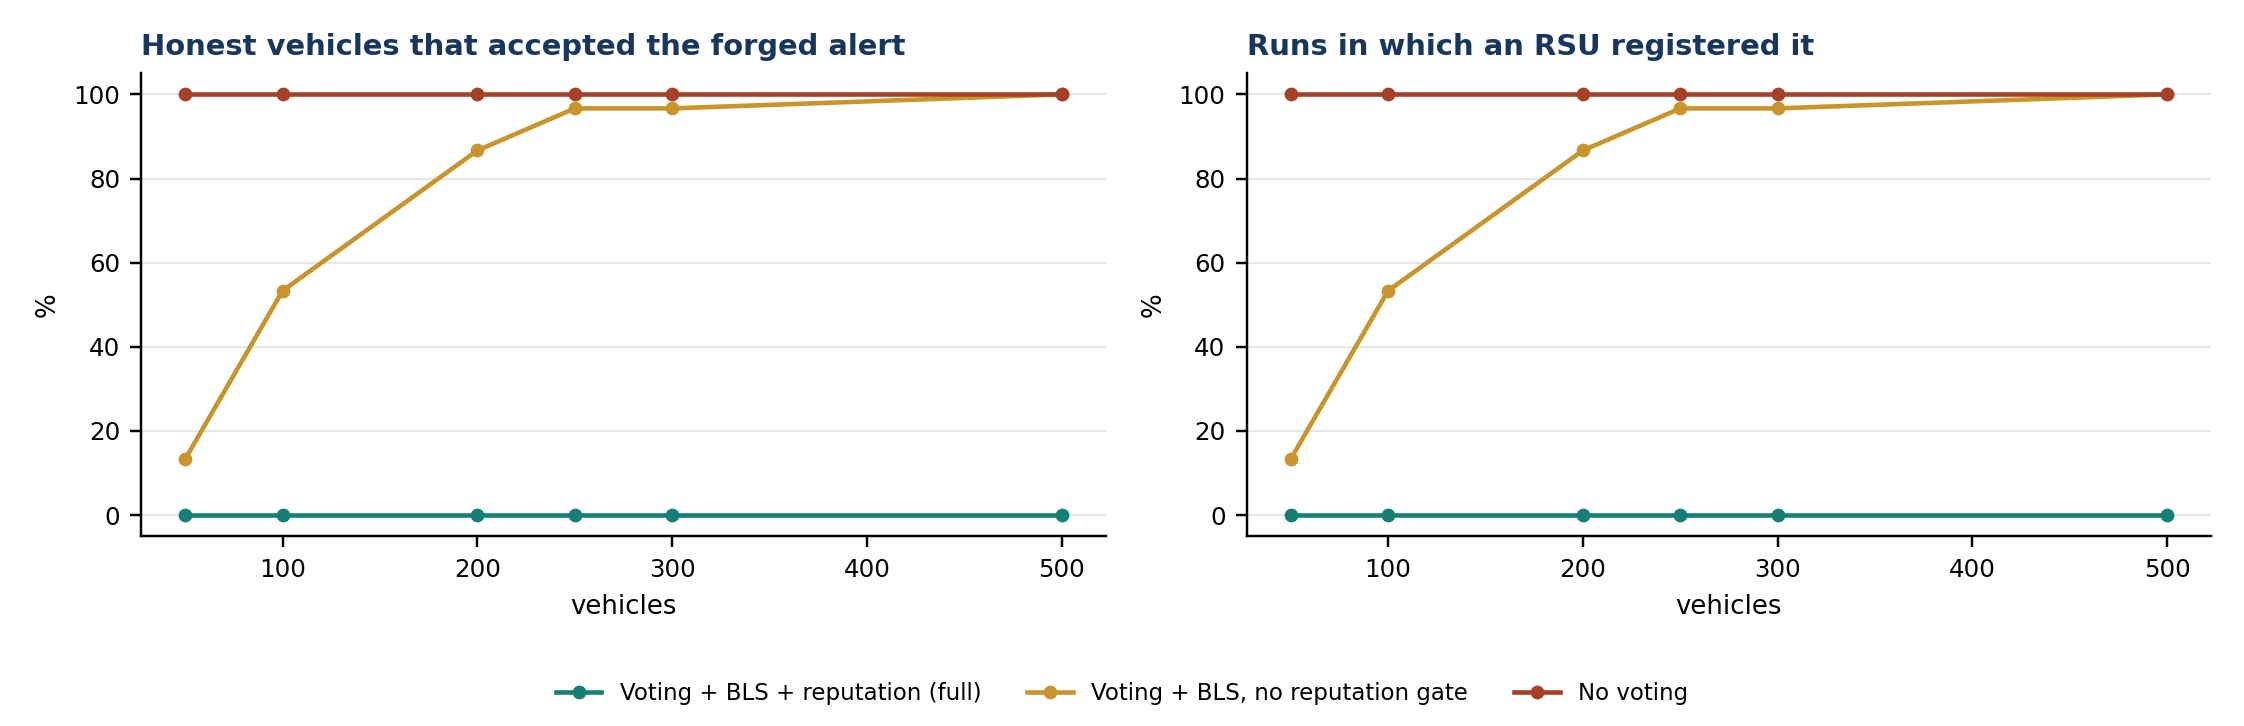 Honest vehicles that accepted the forged alert
100
80
60
40
20
0
%
100 200 300 400 500
vehicles
Runs in which an RSU registered it
100
80
60
40
20
0
%
100 200 300 400 500
vehicles
Voting + BLS + reputation (full) Voting + BLS, no reputation gate No voting